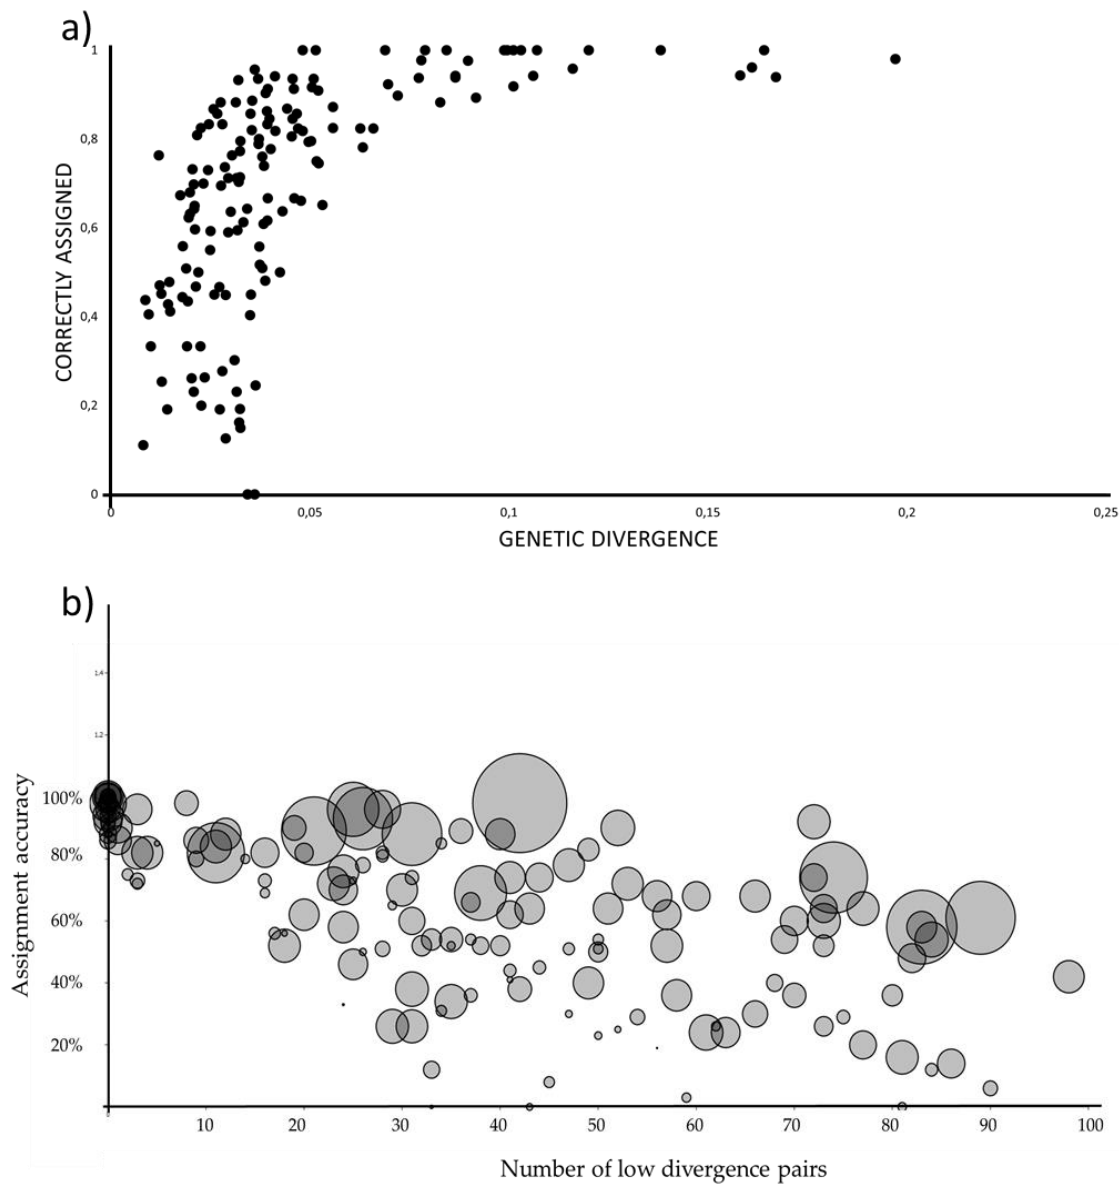 a)
1
0,8
0,6
0,4
0,2
0
CORRECTLY ASSIGNED
0 0,05 0,1 0,15 0,2 0,25
GENETIC DIVERGENCE
b)
1,4
1,2
100%
80%
60%
40%
20%
Assignment accuracy
10 20 30 40 50 60 70 80 90 100
Number of low divergence pairs